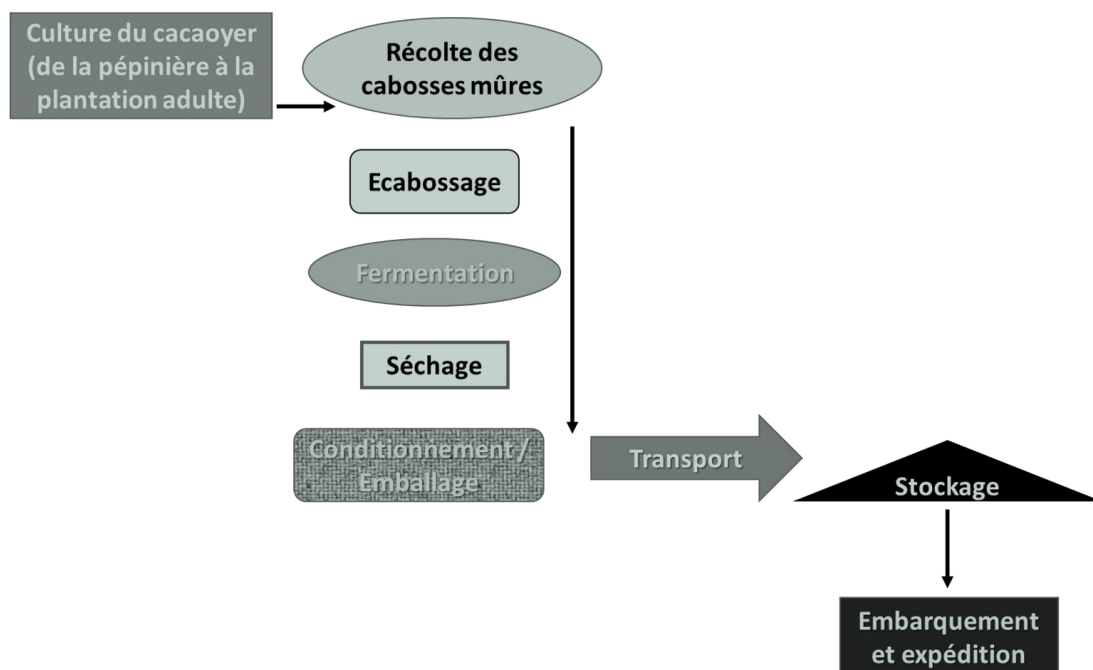 Culture du cacaoyer
(de la pépinière à la
plantation adulte)
Récolte des
cabosses mûres
Ecabossage
Fermentation
Séchage
Conditionnement /
Emballage
Transport
Stockage
Embarquement
et expédition